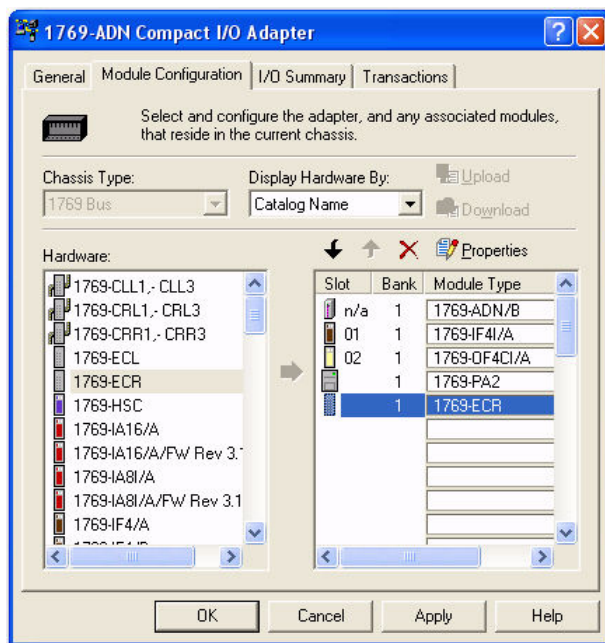 1769-ADN Compact I/O Adapter
General Module Configuration I/O Summary Transactions
Select and configure the adapter, and any associated modules,
that reside in the current chassis.
Chassis Type:
1769 Bus
Display Hardware By:
Catalog Name
Upload
Download
Hardware:
1769-CLL1,- CLL3
1769-CRL1,- CRL3
1769-CRR1,- CRR3
1769-ECL
1769-ECR
1769-HSC
1769-IA16/A
1769-IA16/A/FW Rev 3.1
1769-IA8I/A
1769-IA8I/A/FW Rev 3.1
1769-IF4/A
Properties
Slot Bank Module Type
n/a 1 1769-ADN/B
01 1 1769-IF4I/A
02 1 1769-OF4CI/A
1 1769-PA2
1 1769-ECR
OK Cancel Apply Help